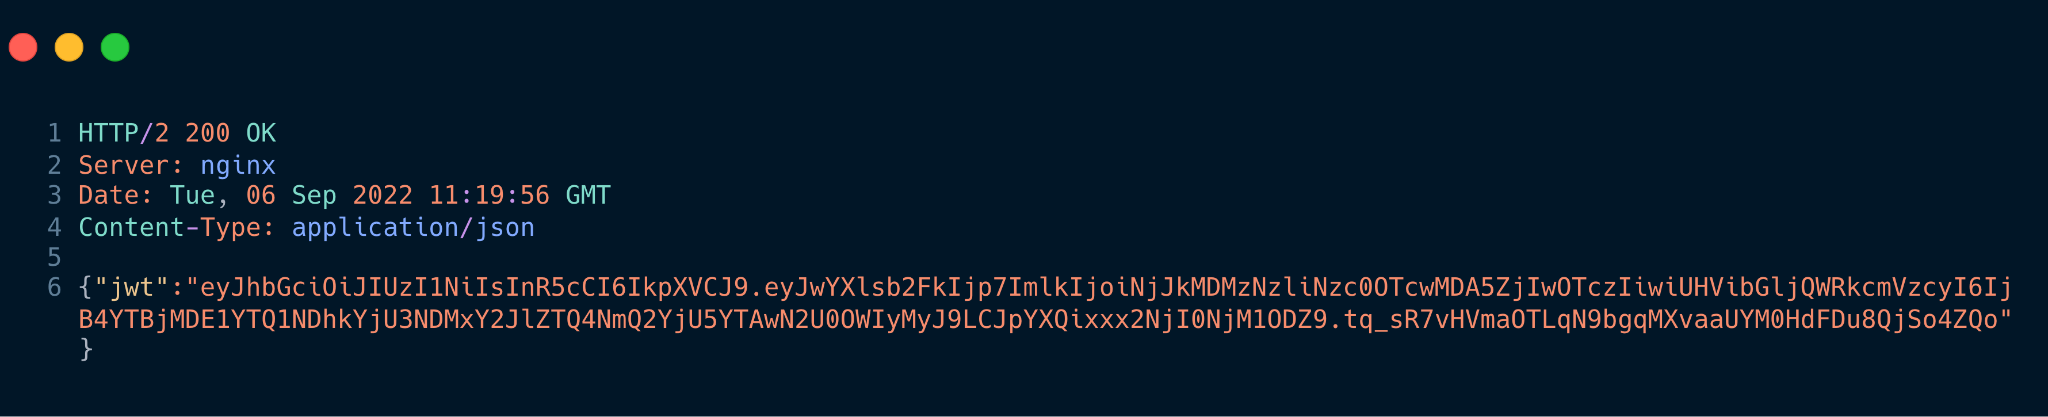 1 HTTP/2 200 OK
2 Server: nginx
3 Date: Tue, 06 Sep 2022 11:19:56 GMT
4 Content-Type: application/json
5
6 {"jwt":"eyJhbGciOiJIUzI1NiIsInR5cCI6IkpXVCJ9.eyJwYXlsb2FkIjp7ImlkIjoiNjJkMDMzNzliNzc0OTcwMDA5ZjIwOTczIiwiUHVibGljQWRkcmVzcyI6Ij
B4YTBjMDE1YTQ1NDhkYjU3NDMxY2JlZTQ4NmQ2YjU5YTAwN2U0OWIyMyJ9LCJpYXQixxx2NjI0NjM1ODZ9.tq_sR7vHVmaOTLqN9bgqMXvaaUYM0HdFDu8QjSo4ZQo"
}